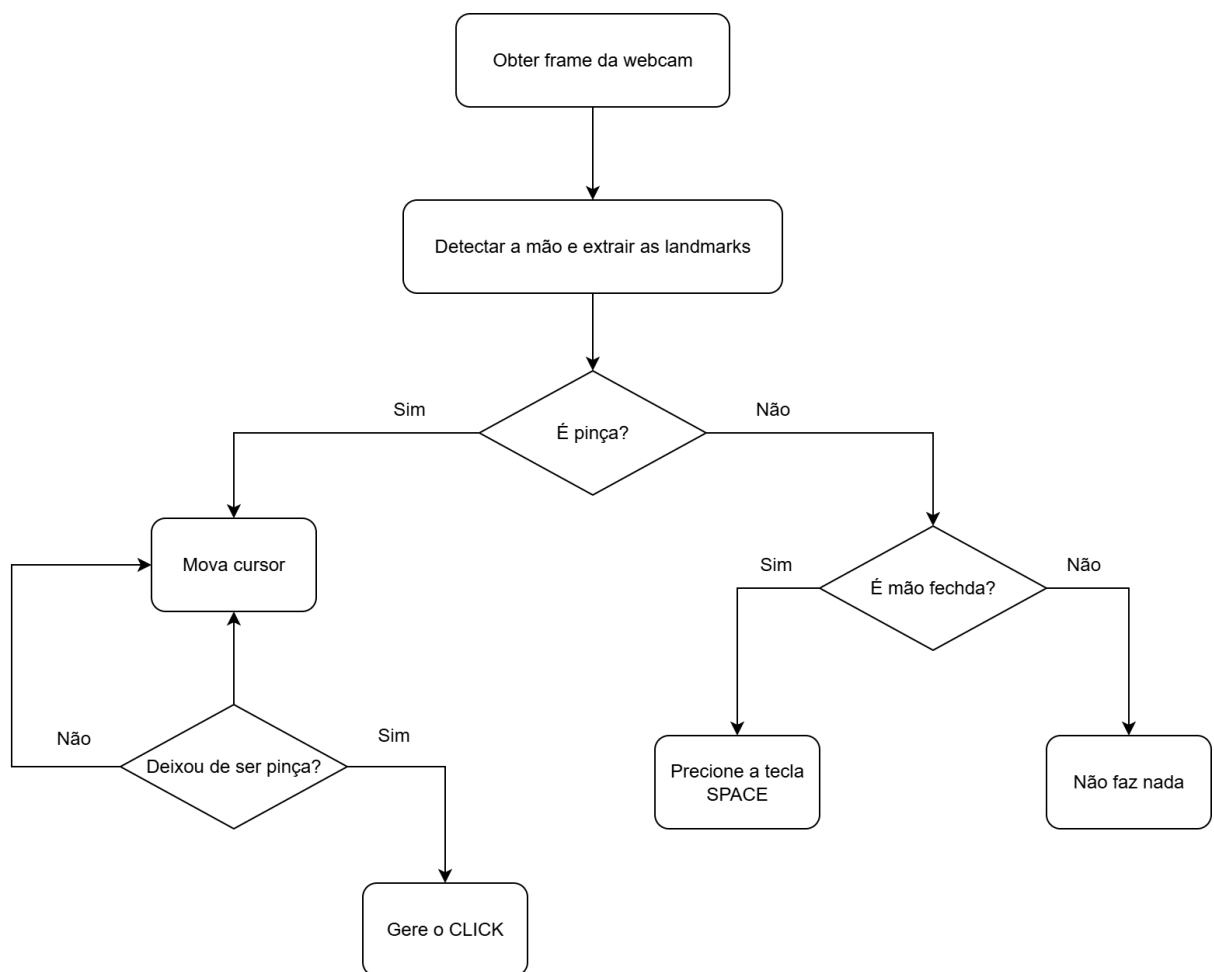 Obter frame da webcam
Detectar a mão e extrair as landmarks
Sim
É pinça?
Não
Mova cursor
Sim
É mão fechda?
Não
Não
Deixou de ser pinça?
Sim
Precione a tecla
SPACE
Não faz nada
Gere o CLICK